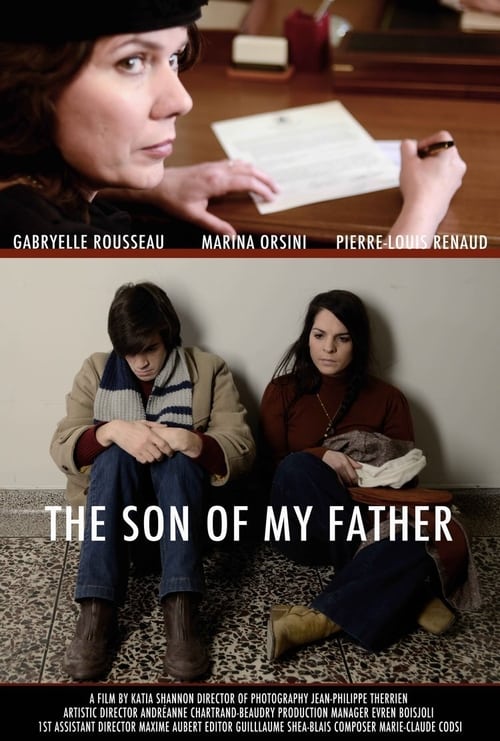 GABRYELLE ROUSSEAU MARINA ORSINI PIERRE-LOUIS RENAUD
THE SON OF MY FATHER
A FILM BY KATIA SHANNON DIRECTOR OF PHOTOGRAPHY JEAN-PHILIPPE THERRIEN
ARTISTIC DIRECTOR ANDRÉANNE CHARTRAND-BEAUDRY PRODUCTION MANAGER EVREN BOISJOLI
1ST ASSISTANT DIRECTOR MAXIME AUBERT EDITOR GUILLLAUME SHEA-BLAIS COMPOSER MARIE-CLAUDE CODSI